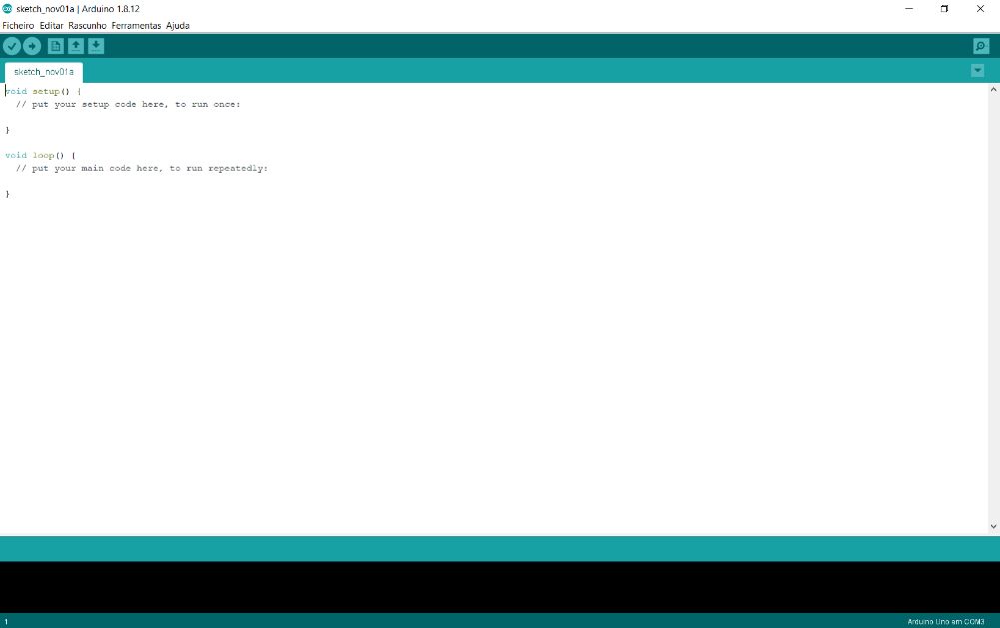 sketch_nov01a | Arduino 1.8.12
Ficheiro Editar Rascunho Ferramentas Ajuda
sketch_nov01a
void setup() {
// put your setup code here, to run once:
}
void loop() {
// put your main code here, to run repeatedly:
}
1
Arduino Uno em COM3